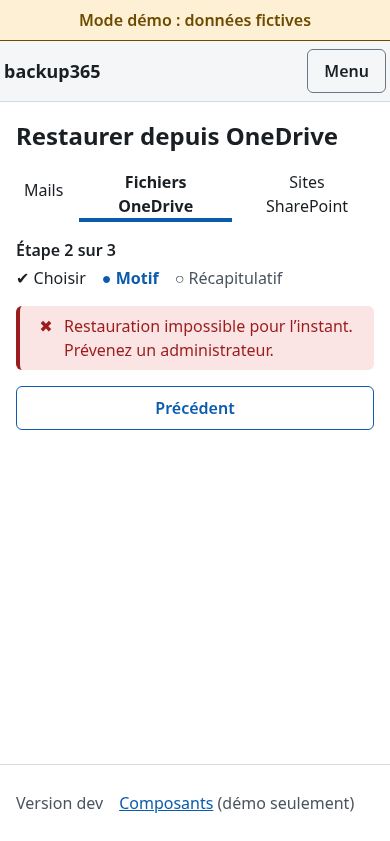 Mode démo : données fictives
backup365
Menu
Restaurer depuis OneDrive
Mails
Fichiers
OneDrive
Sites
SharePoint
Étape 2 sur 3
✔ Choisir ● Motif ○ Récapitulatif
✖ Restauration impossible pour l’instant.
Prévenez un administrateur.
Précédent
Version dev Composants (démo seulement)